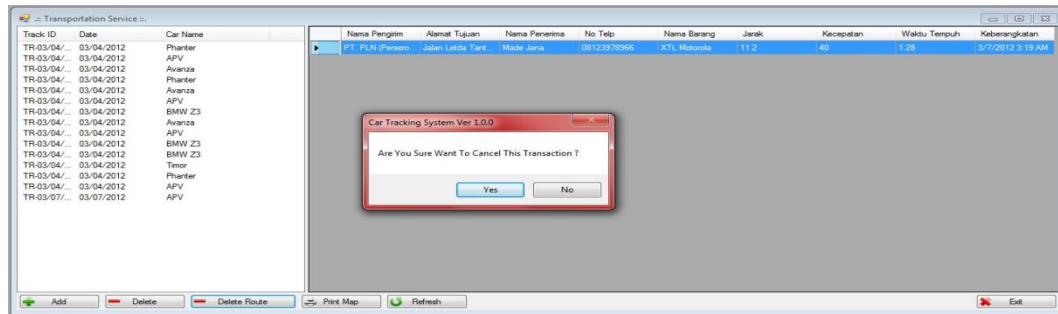 .:: Transportation Service ::.
Track ID Date Car Name
TR-03/04/... 03/04/2012 Phanter
TR-03/04/... 03/04/2012 APV
TR-03/04/... 03/04/2012 Avanza
TR-03/04/... 03/04/2012 Phanter
TR-03/04/... 03/04/2012 Avanza
TR-03/04/... 03/04/2012 APV
TR-03/04/... 03/04/2012 BMW Z3
TR-03/04/... 03/04/2012 Avanza
TR-03/04/... 03/04/2012 APV
TR-03/04/... 03/04/2012 BMW Z3
TR-03/04/... 03/04/2012 BMW Z3
TR-03/04/... 03/04/2012 Timor
TR-03/04/... 03/04/2012 Phanter
TR-03/04/... 03/04/2012 APV
TR-03/07/... 03/07/2012 APV
Nama Pengirim Alamat Tujuan Nama Penerima No Telp Nama Barang Jarak Kecepatan Waktu Tempuh Keberangkatan
PT. PLN (Persero... Jalan Letda Tant... Made Jana 08123978966 XTL Motorola 11.2 40 1.28 3/7/2012 3:19 AM
Car Tracking System Ver 1.0.0
Are You Sure Want To Cancel This Transaction ?
Yes No
Add Delete Delete Route Print Map Refresh Exit